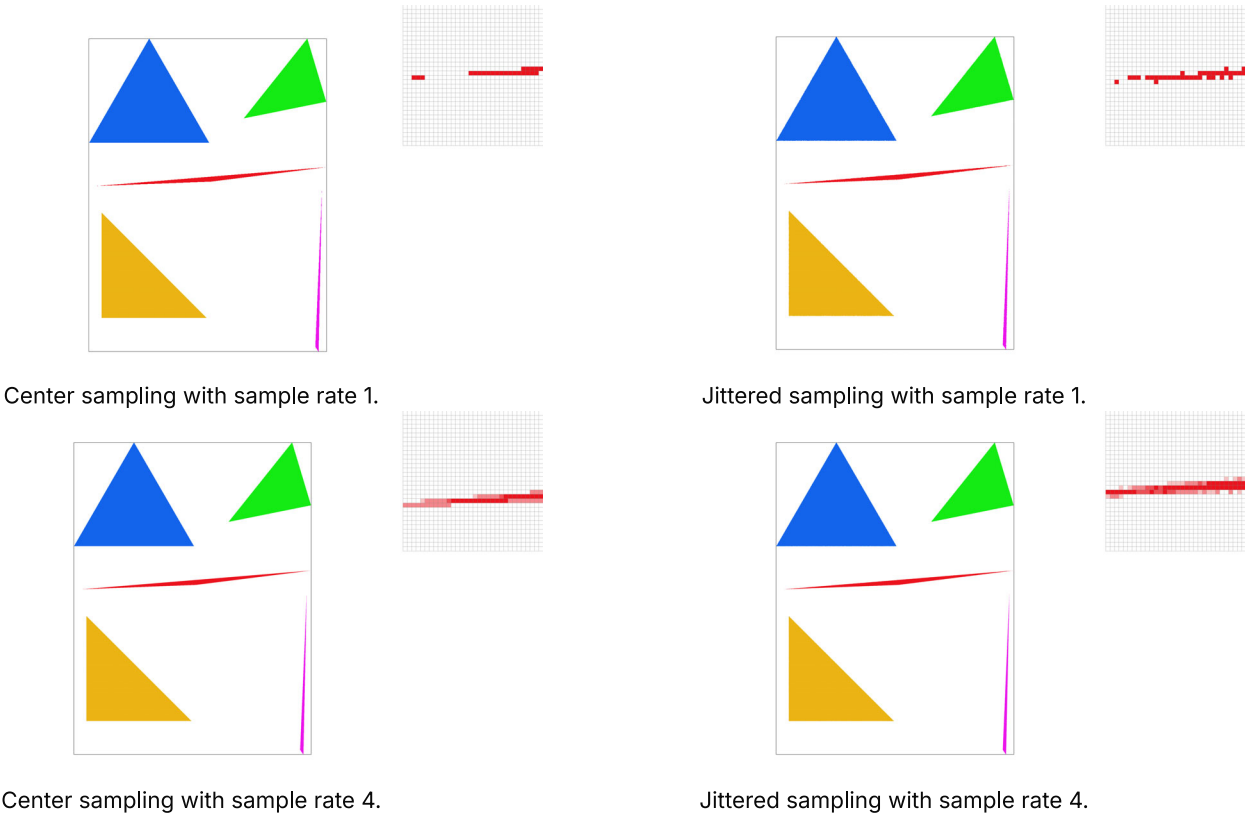 Center sampling with sample rate 1.
Jittered sampling with sample rate 1.
Center sampling with sample rate 4.
Jittered sampling with sample rate 4.